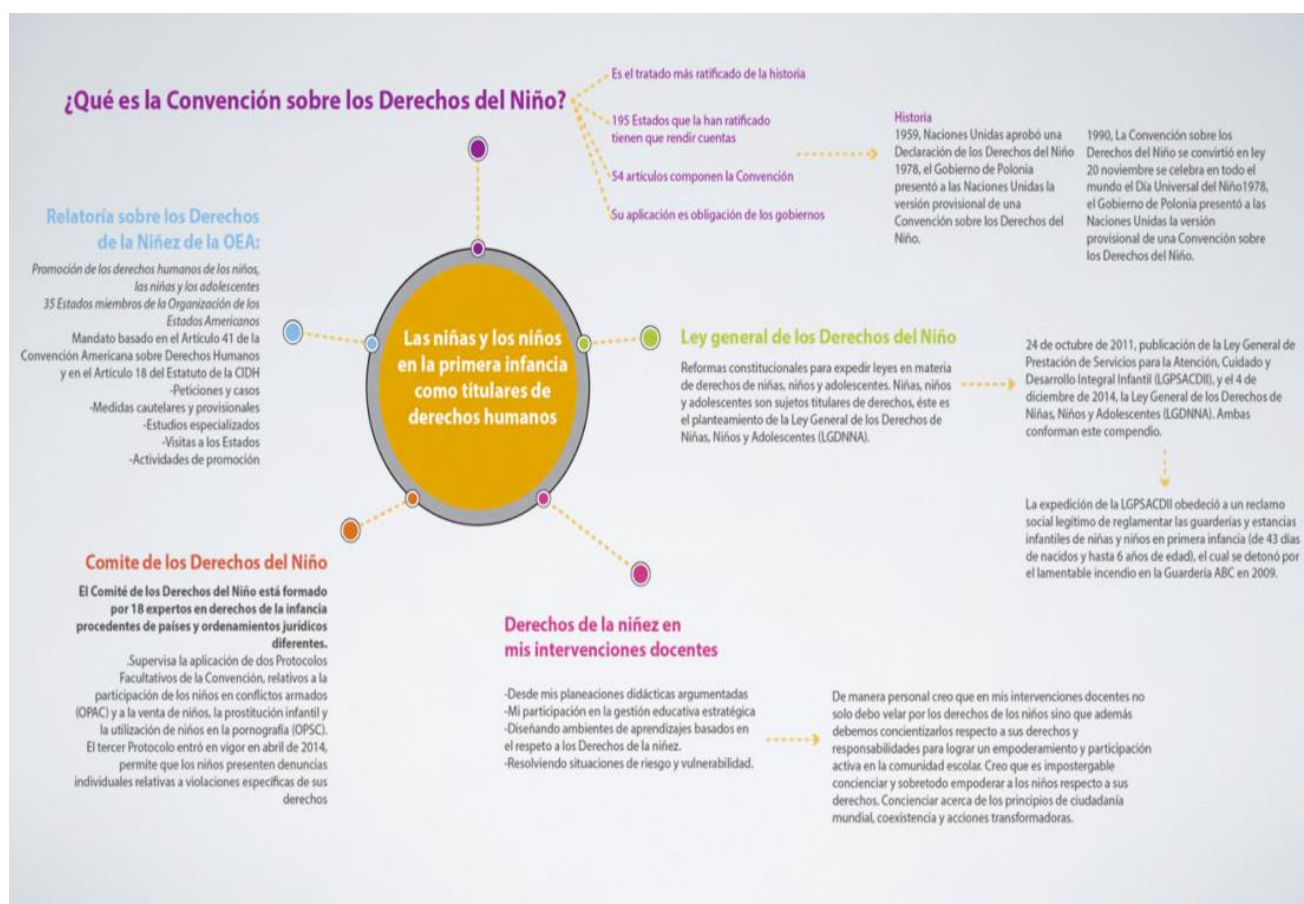 ¿Qué es la Convención sobre los Derechos del Niño?
Es el tratado más ratificado de la historia
195 Estados que la han ratificado
tienen que rendir cuentas
54 artículos componen la Convención
Su aplicación es obligación de los gobiernos
Historia
1959, Naciones Unidas aprobó una
Declaración de los Derechos del Niño
1978, el Gobierno de Polonia
presentó a las Naciones Unidas la
versión provisional de una
Convención sobre los Derechos del
Niño.
1990, La Convención sobre los
Derechos del Niño se convirtió en ley
20 noviembre se celebra en todo el
mundo el Día Universal del Niño1978,
el Gobierno de Polonia presentó a las
Naciones Unidas la versión
provisional de una Convención sobre
los Derechos del Niño.
Relatoría sobre los Derechos
de la Niñez de la OEA:
Promoción de los derechos humanos de los niños,
las niñas y los adolescentes
35 Estados miembros de la Organización de los
Estados Americanos
Mandato basado en el Artículo 41 de la
Convención Americana sobre Derechos Humanos
y en el Artículo 18 del Estatuto de la CIDH
-Peticiones y casos
-Medidas cautelares y provisionales
-Estudios especializados
-Visitas a los Estados
-Actividades de promoción
Las niñas y los niños
en la primera infancia
como titulares de
derechos humanos
Ley general de los Derechos del Niño
Reformas constitucionales para expedir leyes en materia
de derechos de niñas, niños y adolescentes. Niñas, niños
y adolescentes son sujetos titulares de derechos, éste es
el planteamiento de la Ley General de los Derechos de
Niñas, Niños y Adolescentes (LGDNNA).
24 de octubre de 2011, publicación de la Ley General de
Prestación de Servicios para la Atención, Cuidado y
Desarrollo Integral Infantil (LGPSACDII), y el 4 de
diciembre de 2014, la Ley General de los Derechos de
Niñas, Niños y Adolescentes (LGDNNA). Ambas
conforman este compendio.
La expedición de la LGPSACDII obedeció a un reclamo
social legítimo de reglamentar las guarderías y estancias
infantiles de niñas y niños en primera infancia (de 43 días
de nacidos y hasta 6 años de edad), el cual se detonó por
el lamentable incendio en la Guardería ABC en 2009.
Comite de los Derechos del Niño
El Comité de los Derechos del Niño está formado
por 18 expertos en derechos de la infancia
procedentes de países y ordenamientos jurídicos
diferentes.
.Supervisa la aplicación de dos Protocolos
Facultativos de la Convención, relativos a la
participación de los niños en conflictos armados
(OPAC) y a la venta de niños, la prostitución infantil y
la utilización de niños en la pornografía (OPSC).
El tercer Protocolo entró en vigor en abril de 2014,
permite que los niños presenten denuncias
individuales relativas a violaciones específicas de sus
derechos
Derechos de la niñez en
mis intervenciones docentes
-Desde mis planeaciones didácticas argumentadas
-Mi participación en la gestión educativa estratégica
-Diseñando ambientes de aprendizajes basados en
el respeto a los Derechos de la niñez.
-Resolviendo situaciones de riesgo y vulnerabilidad.
De manera personal creo que en mis intervenciones docentes no
solo debo velar por los derechos de los niños sino que además
debemos concientizarlos respecto a sus derechos y
responsabilidades para lograr un empoderamiento y participación
activa en la comunidad escolar. Creo que es impostergable
concienciar y sobretodo empoderar a los niños respecto a sus
derechos. Concienciar acerca de los principios de ciudadanía
mundial, coexistencia y acciones transformadoras.